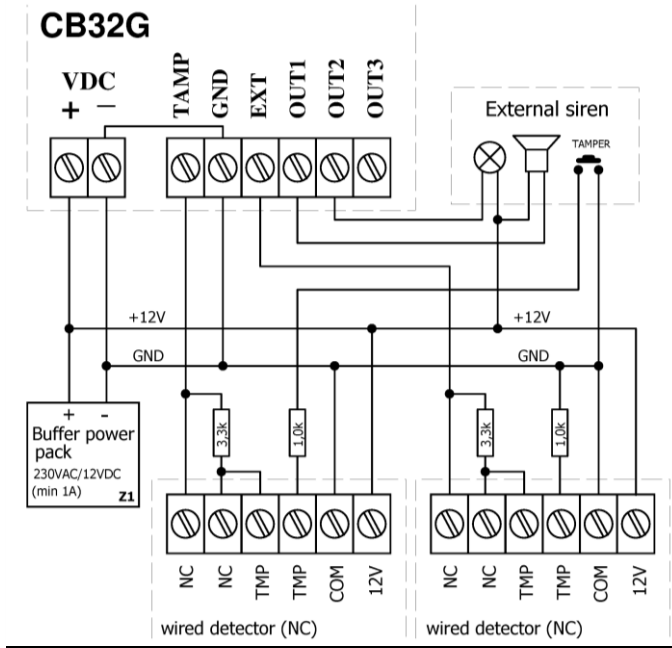 CB32G
VDC
+ −
TAMP
GND
EXT
OUT1
OUT2
OUT3
External siren
TAMPER
+12V
+12V
GND
GND
+ -
Buffer power
pack
230VAC/12VDC
(min 1A)
Z1
3,3k
1,0k
3,3k
1,0k
NC
NC
TMP
TMP
COM
12V
wired detector (NC)
NC
NC
TMP
TMP
COM
12V
wired detector (NC)